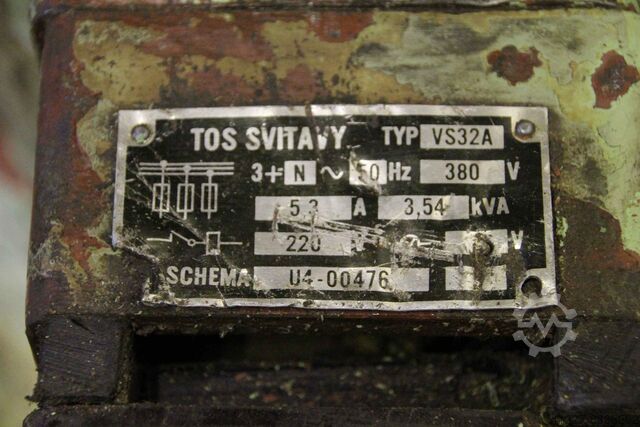 TOS SVITAVY TYP VS32A
3+ N ~ 50 Hz 380 V
5,3 A 3,54 kVA
220 V V
SCHEMA U4-00476